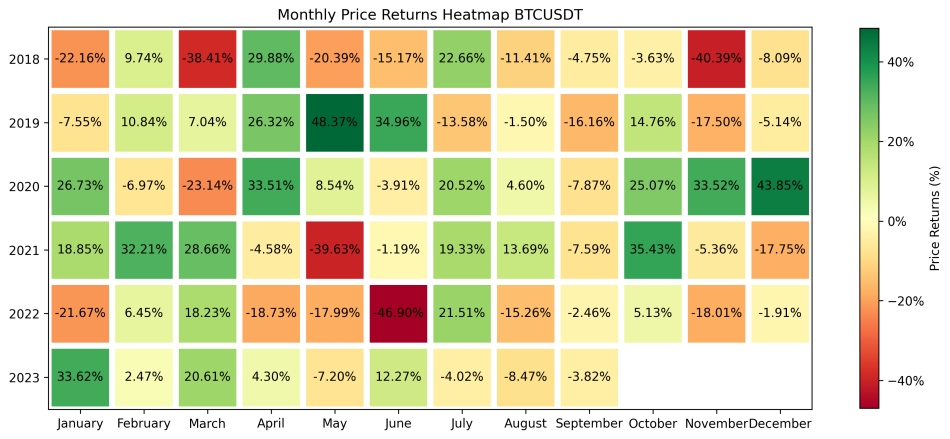 Monthly Price Returns Heatmap BTCUSDT
2018 -22.16% 9.74% -38.41% 29.88% -20.39% -15.17% 22.66% -11.41% -4.75% -3.63% -40.39% -8.09%
2019 -7.55% 10.84% 7.04% 26.32% 48.37% 34.96% -13.58% -1.50% -16.16% 14.76% -17.50% -5.14%
2020 26.73% -6.97% -23.14% 33.51% 8.54% -3.91% 20.52% 4.60% -7.87% 25.07% 33.52% 43.85%
2021 18.85% 32.21% 28.66% -4.58% -39.63% -1.19% 19.33% 13.69% -7.59% 35.43% -5.36% -17.75%
2022 -21.67% 6.45% 18.23% -18.73% -17.99% -46.90% 21.51% -15.26% -2.46% 5.13% -18.01% -1.91%
2023 33.62% 2.47% 20.61% 4.30% -7.20% 12.27% -4.02% -8.47% -3.82%
January February March April May June July August September October November December
40%
20%
0%
−20%
−40%
Price Returns (%)